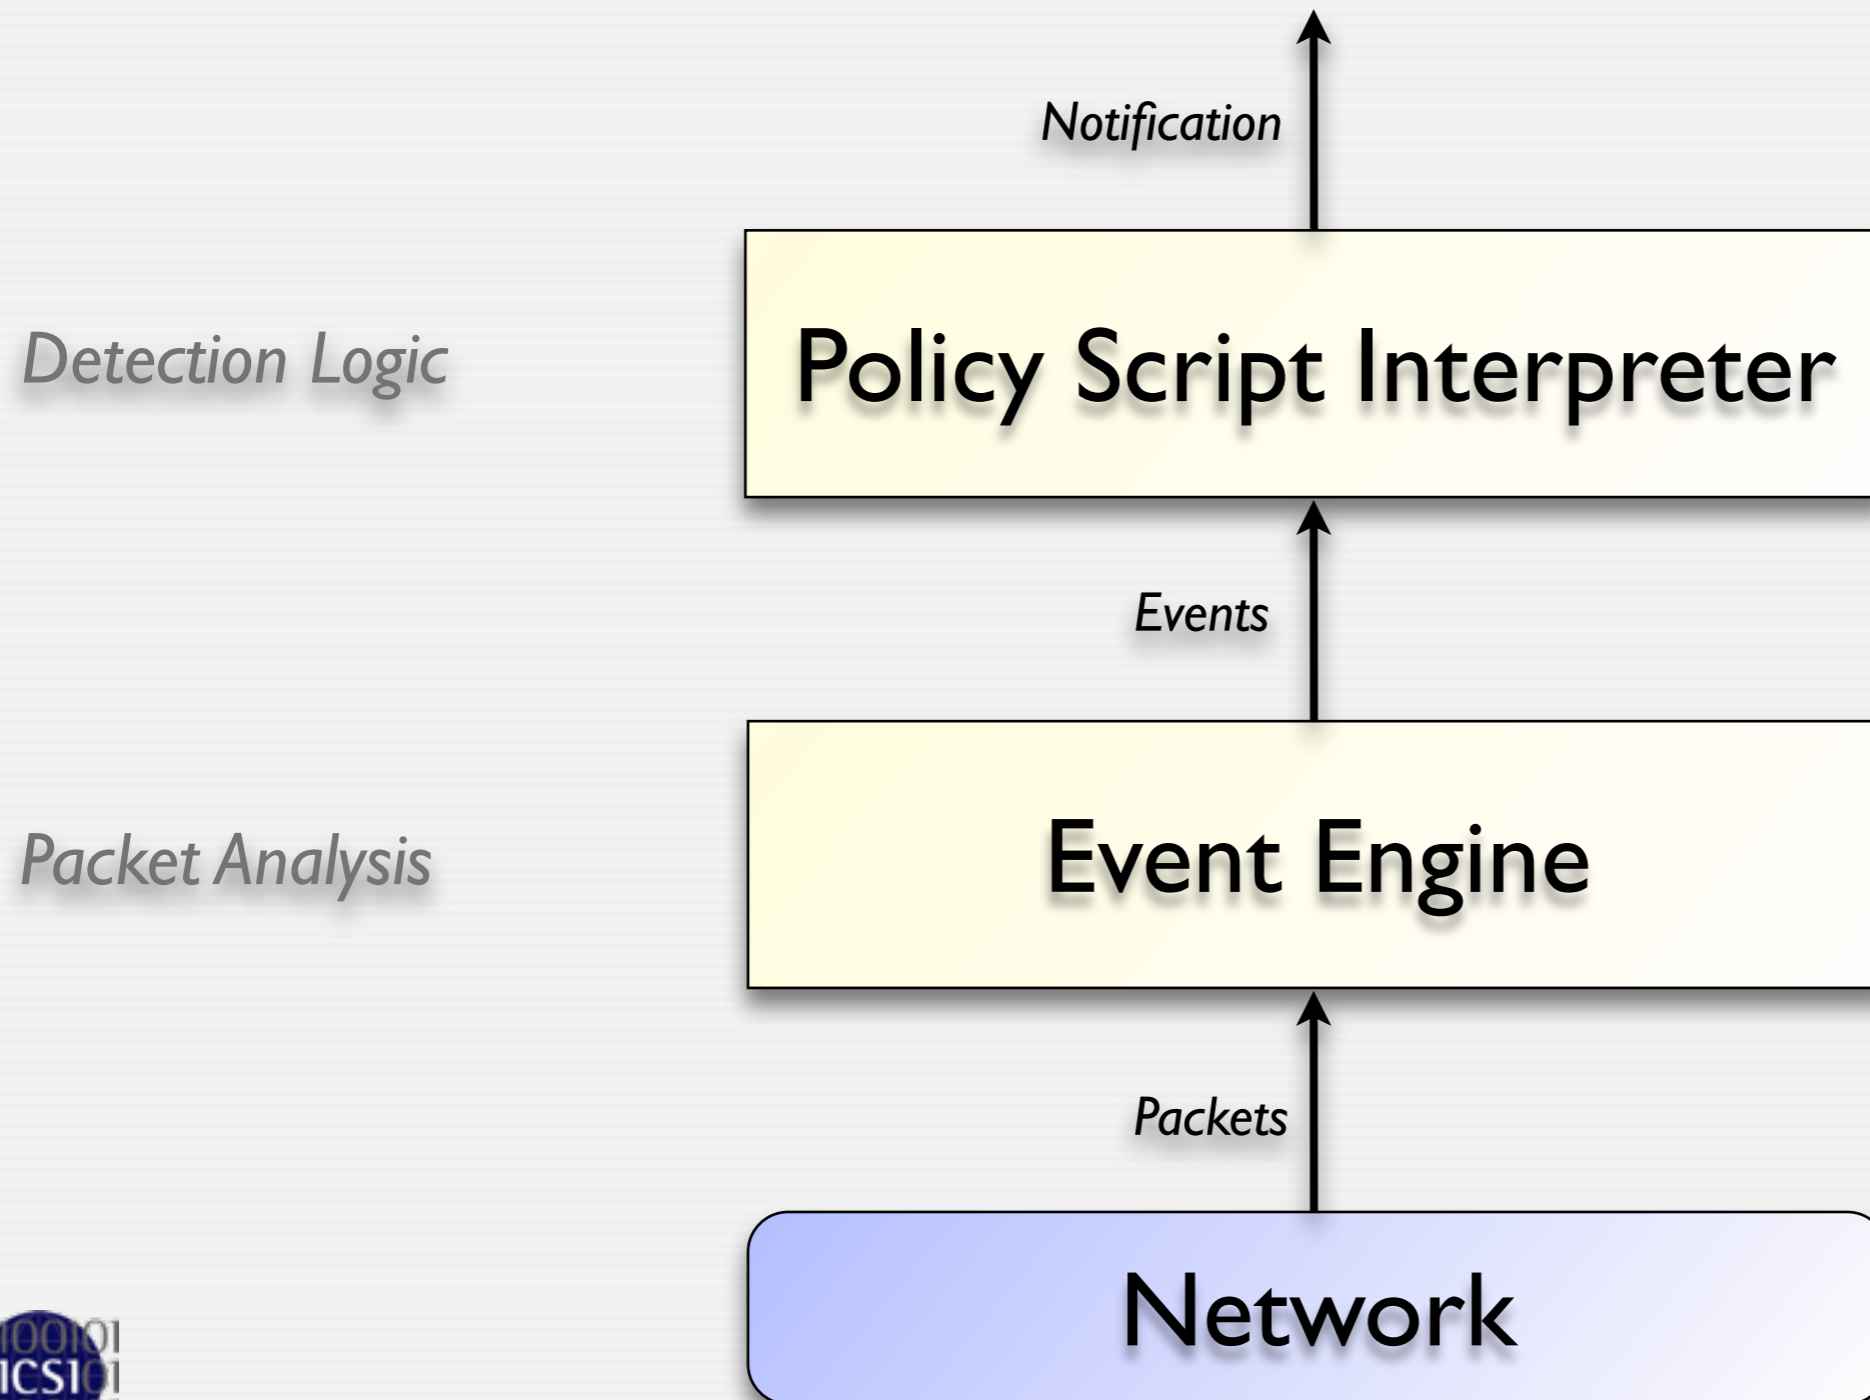 Notification
Detection Logic
Policy Script Interpreter
Events
Packet Analysis
Event Engine
Packets
Network
ICSI